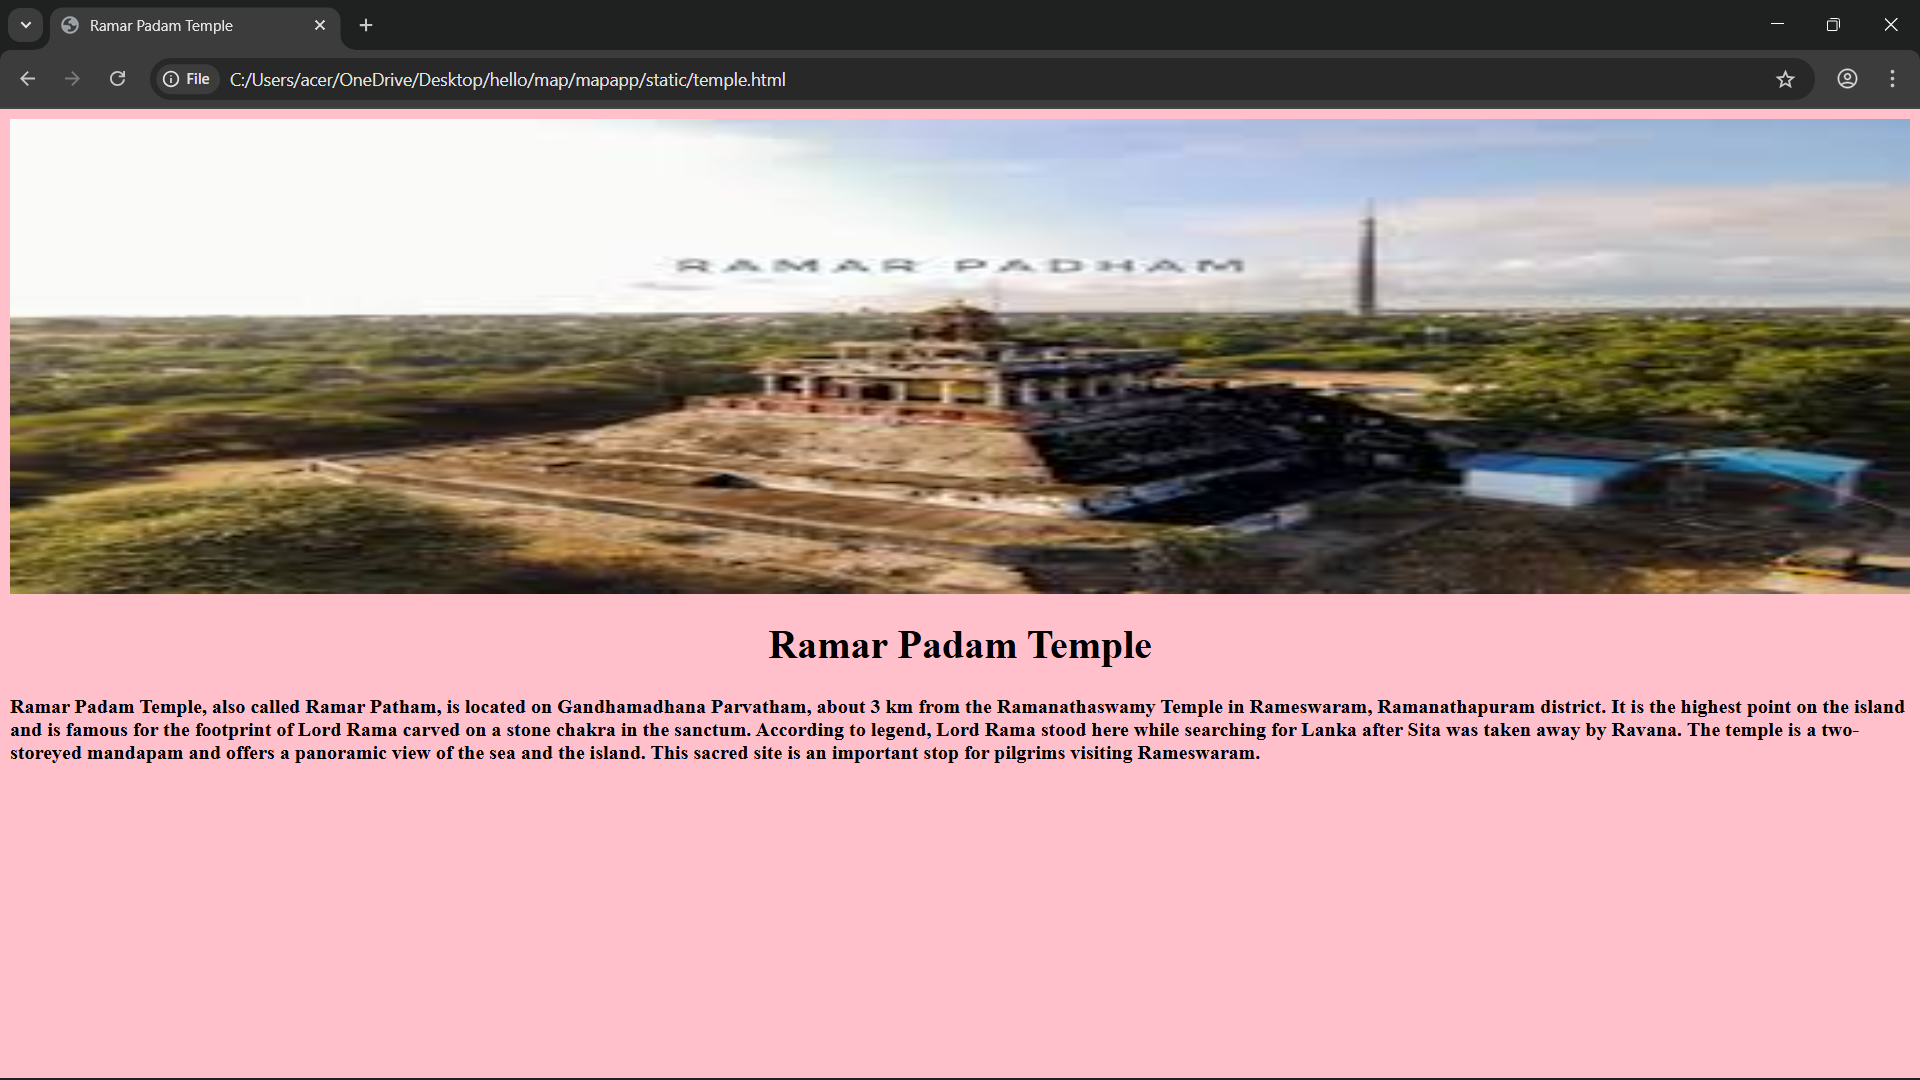 Ramar Padam Temple
File
C:/Users/acer/OneDrive/Desktop/hello/map/mapapp/static/temple.html
RAMAR PADHAM
Ramar Padam Temple
Ramar Padam Temple, also called Ramar Patham, is located on Gandhamadhana Parvatham, about 3 km from the Ramanathaswamy Temple in Rameswaram, Ramanathapuram district. It is the highest point on the island
and is famous for the footprint of Lord Rama carved on a stone chakra in the sanctum. According to legend, Lord Rama stood here while searching for Lanka after Sita was taken away by Ravana. The temple is a two-
storeyed mandapam and offers a panoramic view of the sea and the island. This sacred site is an important stop for pilgrims visiting Rameswaram.